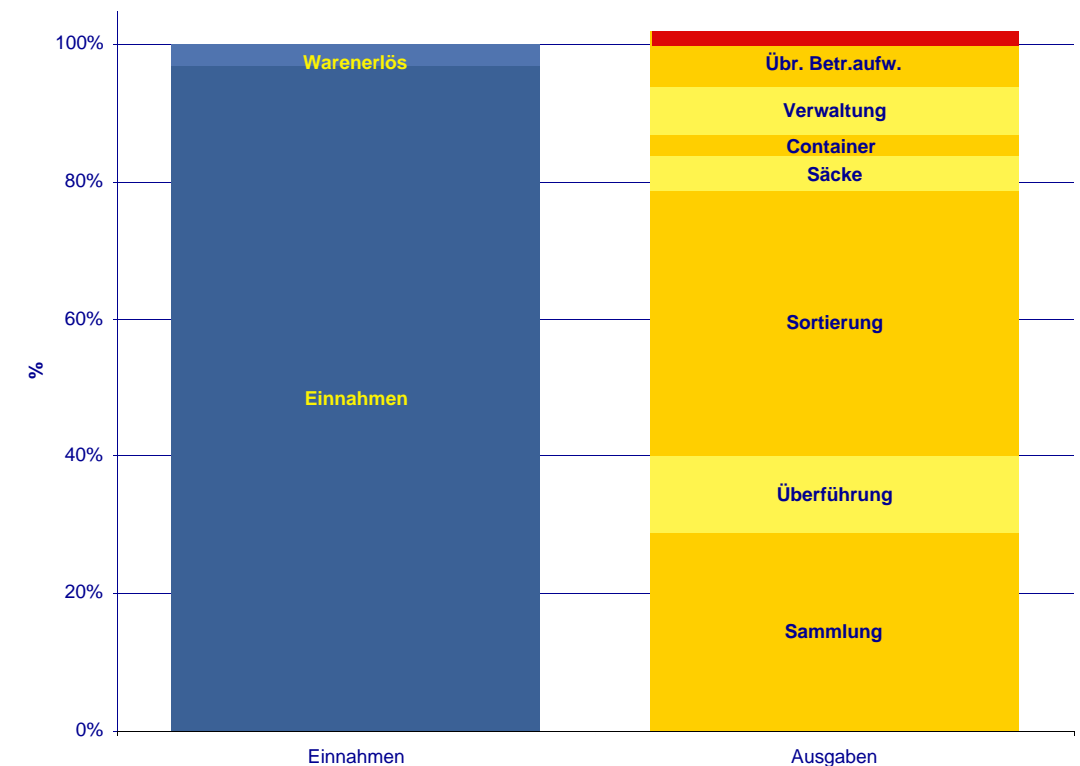 100%
80%
60%
40%
20%
0%
%
Warenerlös
Einnahmen
Übr. Betr.aufw.
Verwaltung
Container
Säcke
Sortierung
Überführung
Sammlung
Einnahmen
Ausgaben